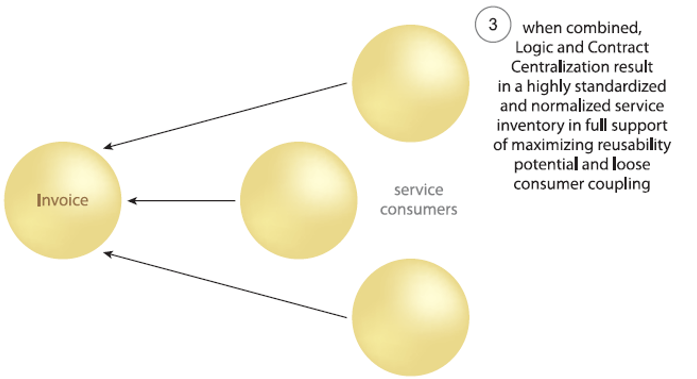 3
when combined,
Logic and Contract
Centralization result
in a highly standardized
and normalized service
inventory in full support
of maximizing reusability
potential and loose
consumer coupling
Invoice
service
consumers